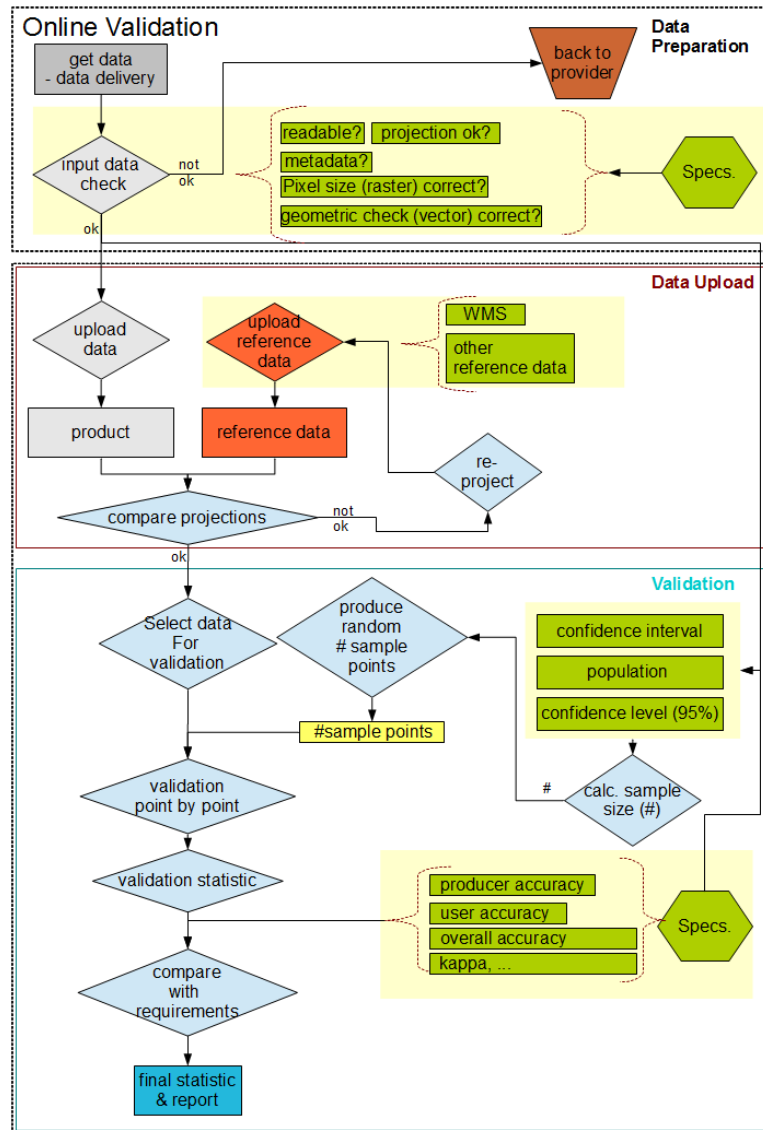 Online Validation
Data
Preparation
get data
- data delivery
back to
provider
readable?
projection ok?
input data
check
not
ok
metadata?
Pixel size (raster) correct?
geometric check (vector) correct?
Specs.
ok
Data Upload
upload
data
upload
reference
data
WMS
other
reference data
product
reference data
re-
project
compare projections
not
ok
ok
Validation
Select data
For
validation
produce
random
# sample
points
confidence interval
population
confidence level (95%)
#sample points
validation
point by point
#
calc. sample
size (#)
validation statistic
producer accuracy
user accuracy
overall accuracy
kappa, ...
Specs.
compare
with
requirements
final statistic
& report